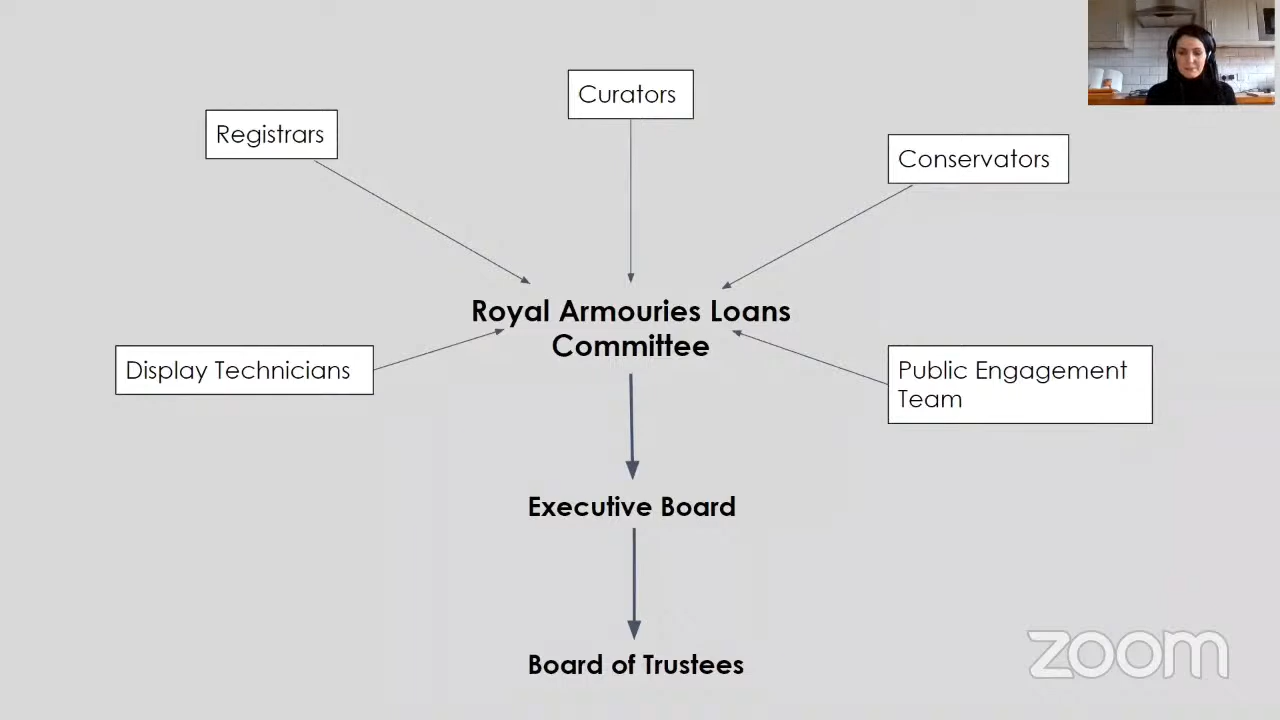 Curators
Registrars
Conservators
Royal Armouries Loans
Committee
Display Technicians
Public Engagement
Team
Executive Board
Board of Trustees
zoom